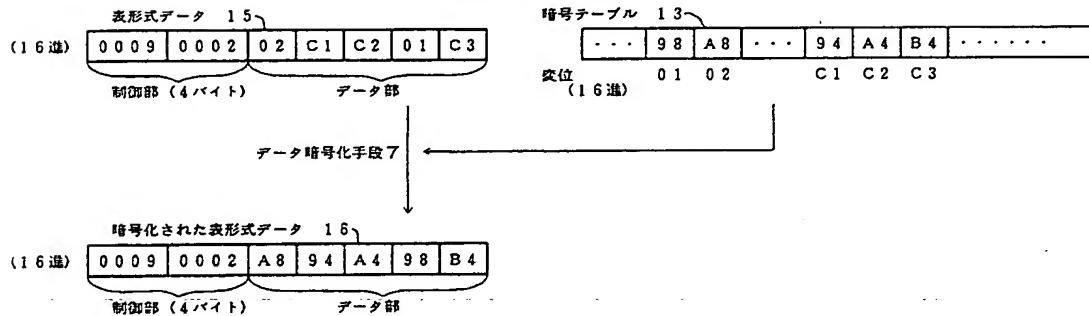 表形式データ 15
(16進) 0009 0002 02 C1 C2 01 C3
制御部 (4バイト) データ部
暗号テーブル 13
··· 98 A8 ··· 94 A4 B4 ······
変位 01 02 C1 C2 C3
(16進)
データ暗号化手段7
暗号化された表形式データ 16
(16進) 0009 0002 A8 94 A4 98 B4
制御部 (4バイト) データ部